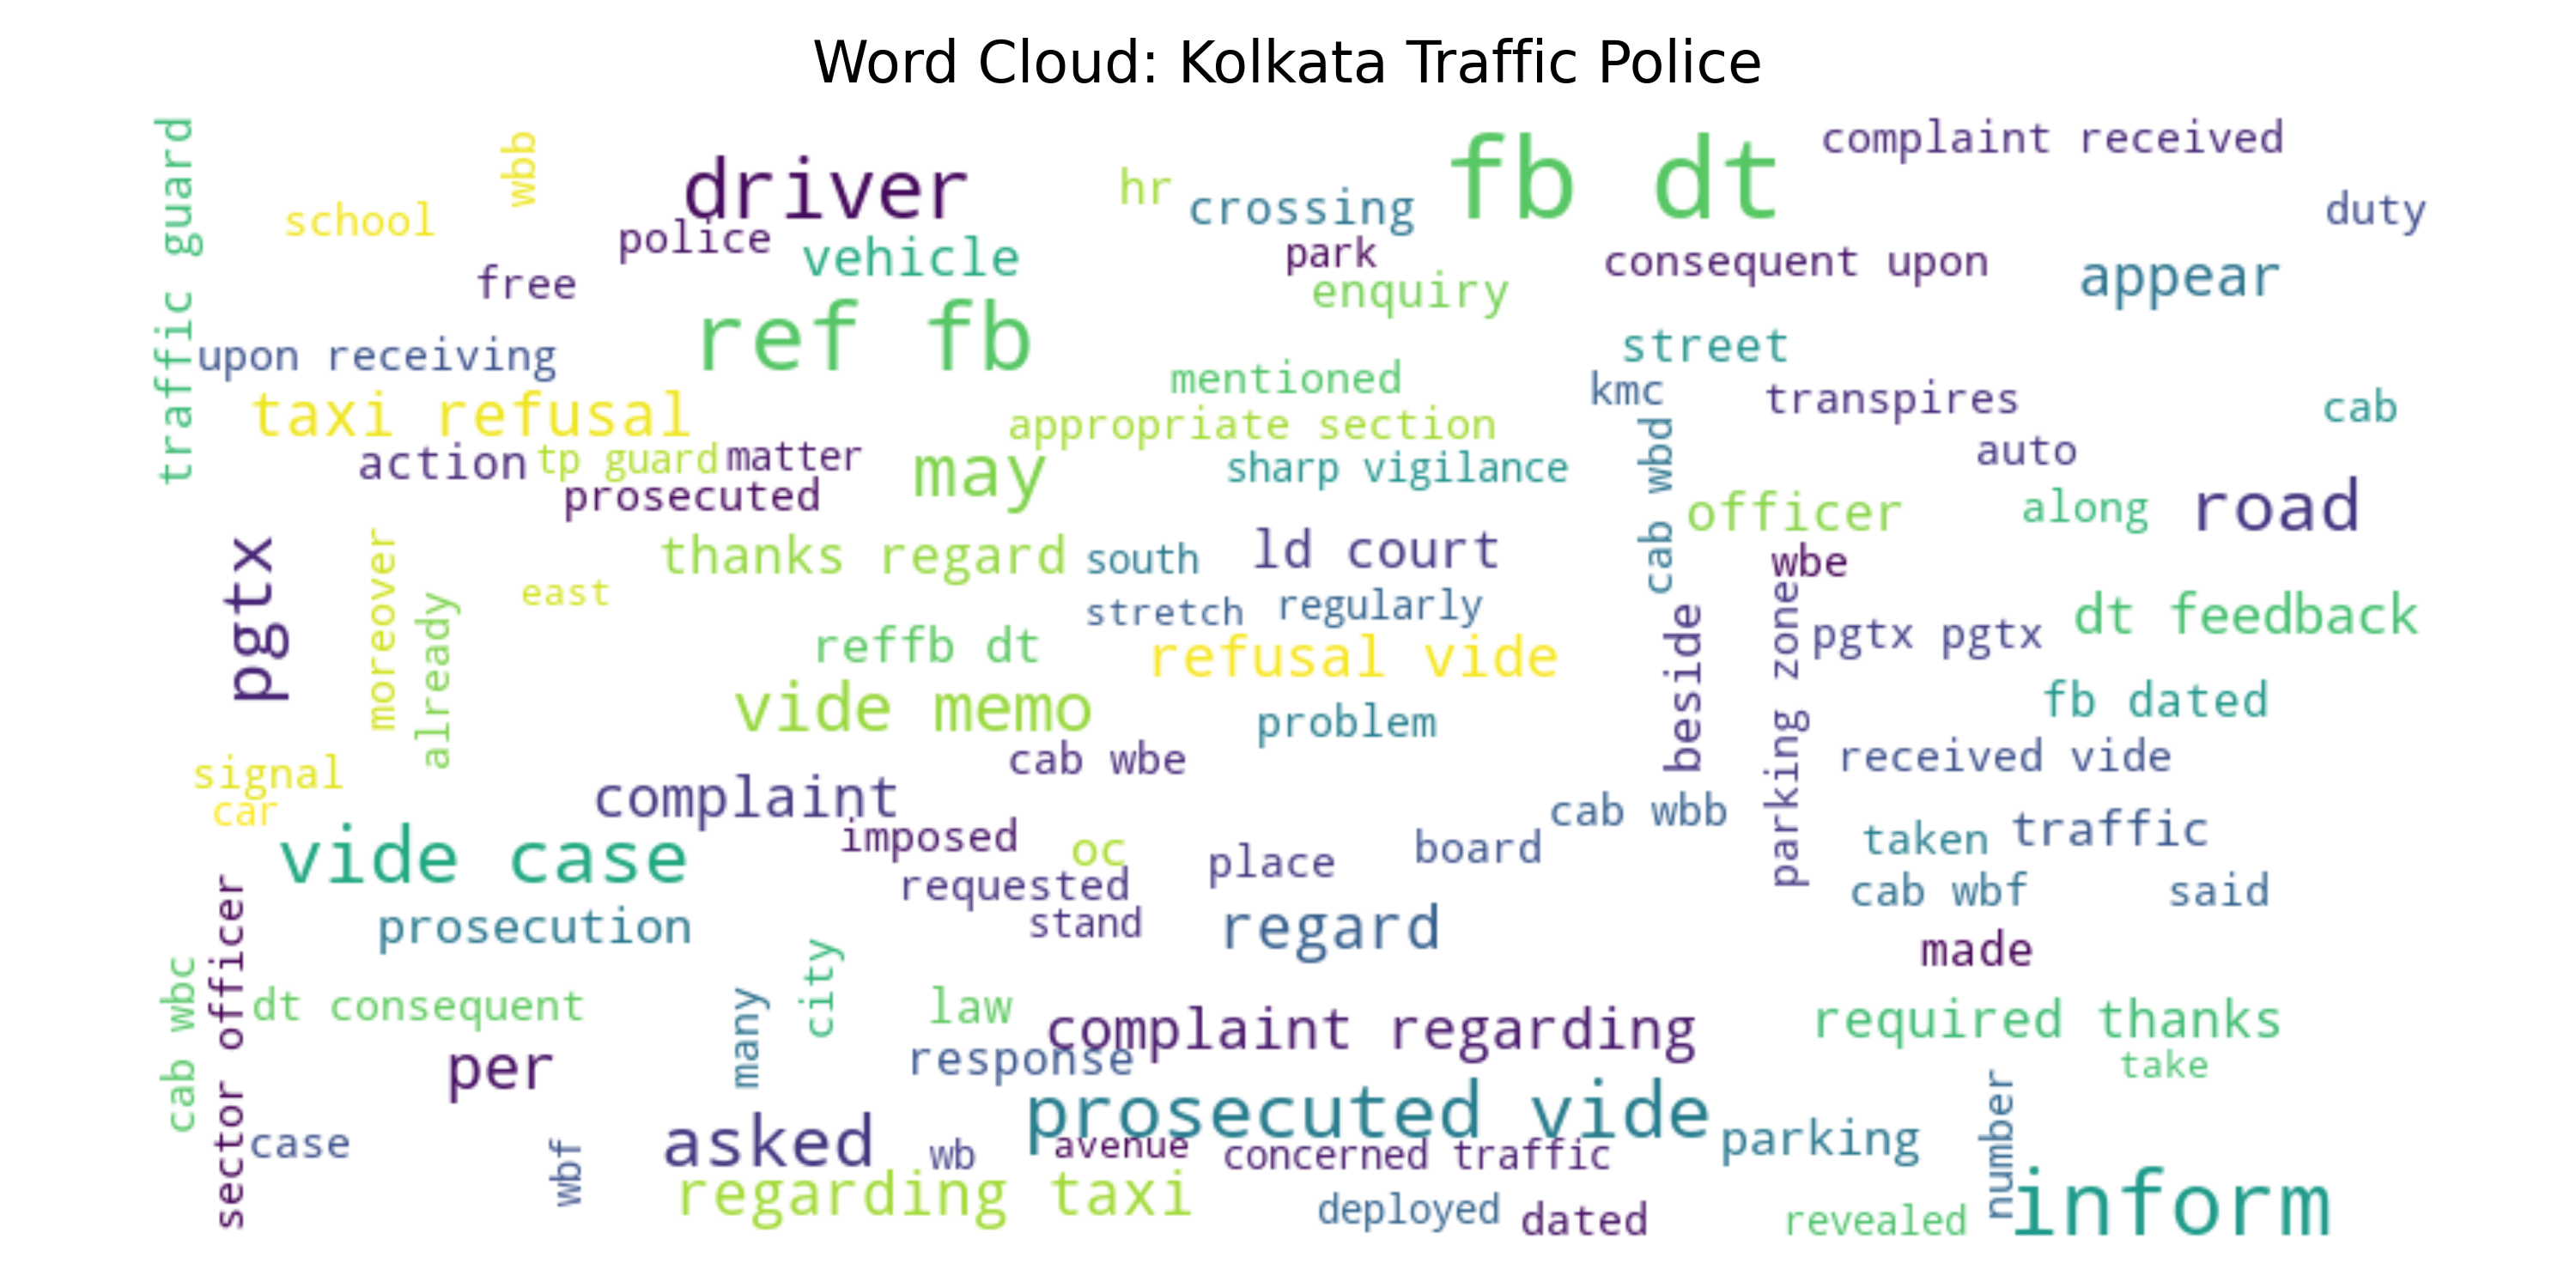 Word Cloud: Kolkata Traffic Police
traffic guard
wbb
school
driver
police
free
vehicle
hr
crossing
fb dt
complaint received
duty
park
enquiry
consequent upon
appear
upon receiving
ref fb
street
mentioned
kmc
transpires
cab
taxi refusal
appropriate section
cab wbd
auto
action
tp guard
matter
may
sharp vigilance
prosecuted
officer
along
road
pgtx
moreover
already
thanks regard
south
ld court
wbe
east
stretch
regularly
beside
parking zone
pgtx pgtx
dt feedback
reffb dt
refusal vide
vide memo
problem
fb dated
cab wbe
received vide
signal
car
complaint
cab wbb
imposed
oc
place
board
taken
traffic
vide case
requested
cab wbf
said
stand
regard
prosecution
made
sector officer
cab wbc
dt consequent
many
city
law
complaint regarding
required thanks
response
take
per
prosecuted vide
number
case
wbf
asked
wb
avenue
concerned traffic
parking
regarding taxi
deployed
dated
revealed
inform